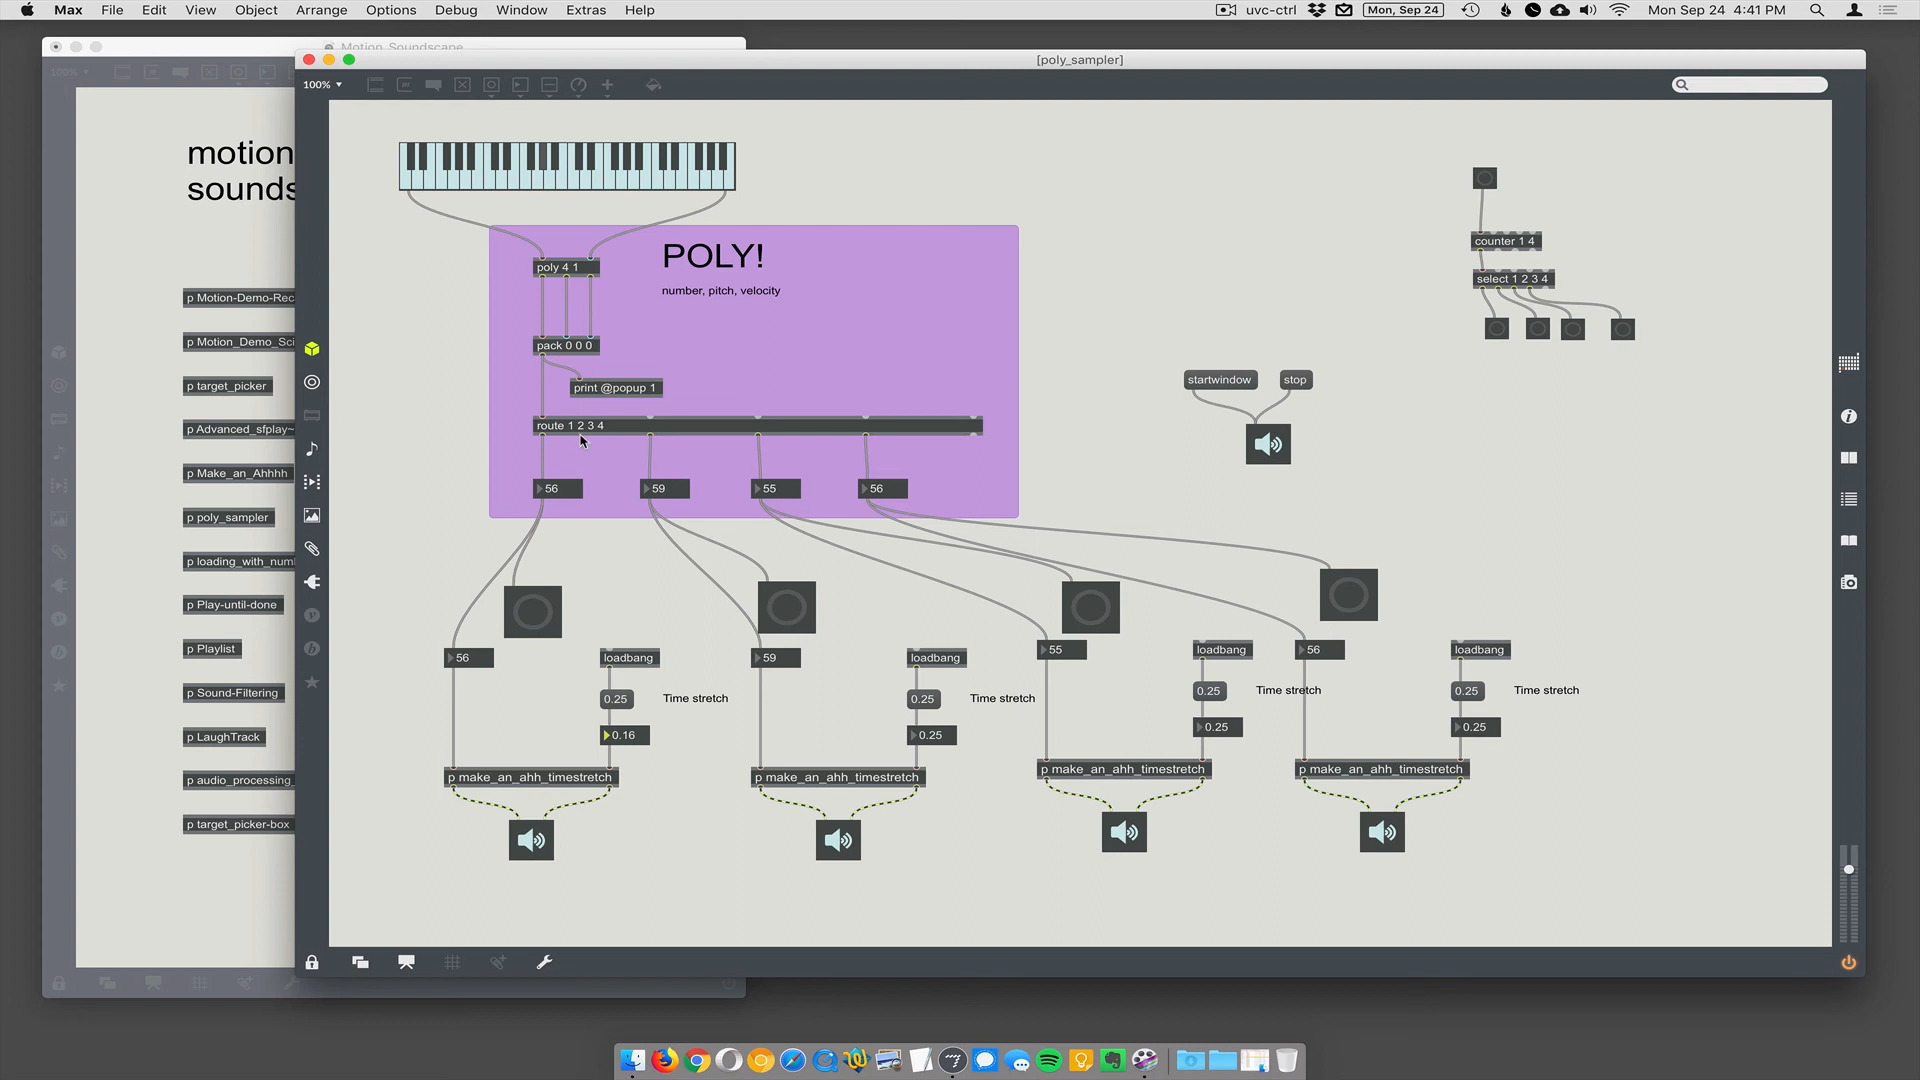 Max File Edit View Object Arrange Options Debug Window Extras Help
uvc-ctrl
Mon, Sep 24
Mon Sep 24 4:41 PM
Motion_Soundscape
[poly_sampler]
100%
100%
motion
sounds
p Motion-Demo-Rec
p Motion_Demo_Sci
p target_picker
p Advanced_sfplay~
p Make_an_Ahhhh
p poly_sampler
p loading_with_num
p Play-until-done
p Playlist
p Sound-Filtering
p LaughTrack
p audio_processing_
p target_picker-box
POLY!
number, pitch, velocity
poly 4 1
pack 0 0 0
print @popup 1
route 1 2 3 4
56 59 55 56
counter 1 4
select 1 2 3 4
startwindow stop
56
loadbang
0.25
Time stretch
0.16
p make_an_ahh_timestretch
59
loadbang
0.25
Time stretch
0.25
p make_an_ahh_timestretch
55
loadbang
0.25
Time stretch
0.25
p make_an_ahh_timestretch
56
loadbang
0.25
Time stretch
0.25
p make_an_ahh_timestretch